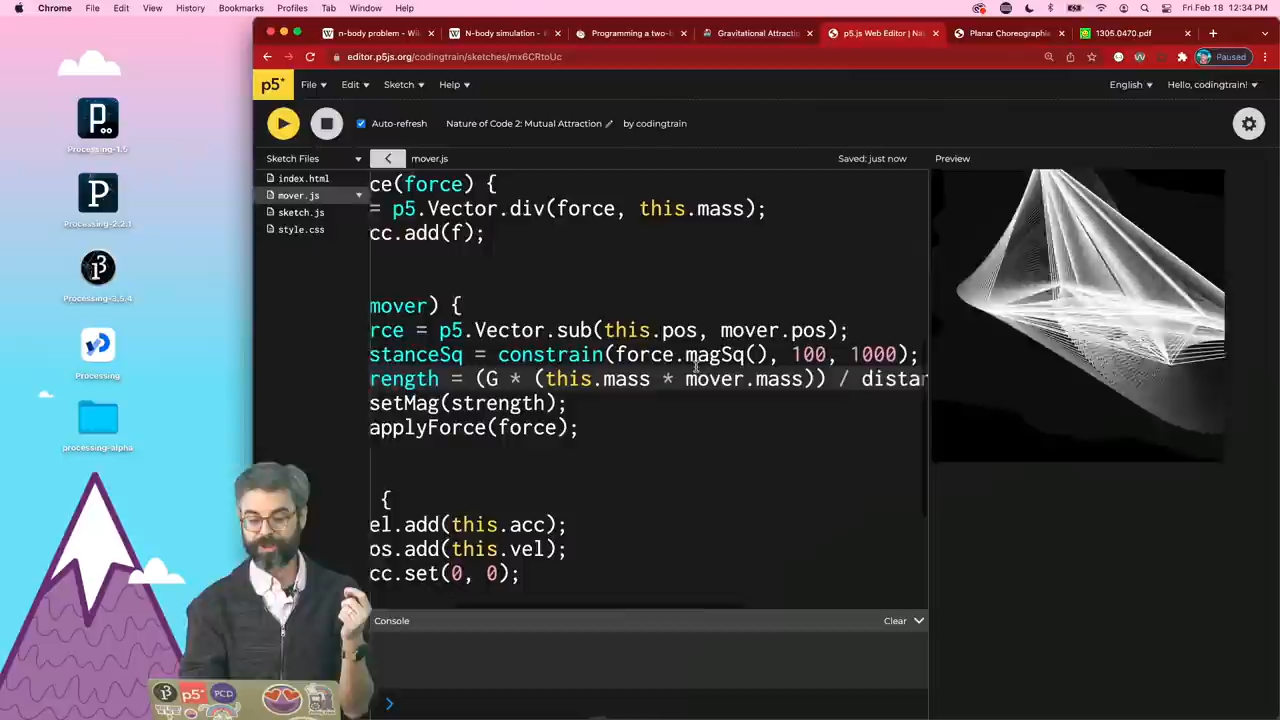 Chrome File Edit View History Bookmarks Profiles Tab Window Help Fri Feb 18 12:34 PM
n-body problem - Wi N-body simulation - W Programming a two-b Gravitational Attractio p5.js Web Editor | Na Planar Choreographie 1305.0470.pdf
editor.p5js.org/codingtrain/sketches/mx6CRtoUc Paused
p5* File Edit Sketch Help English Hello, codingtrain!
Auto-refresh Nature of Code 2: Mutual Attraction by codingtrain
Sketch Files mover.js Saved: just now Preview
index.html
mover.js
sketch.js
style.css
ce(force) {
= p5.Vector.div(force, this.mass);
cc.add(f);
mover) {
rce = p5.Vector.sub(this.pos, mover.pos);
stanceSq = constrain(force.magSq(), 100, 1000);
rength = (G * (this.mass * mover.mass)) / distan
setMag(strength);
applyForce(force);
{
el.add(this.acc);
os.add(this.vel);
cc.set(0, 0);
Console Clear
Processing-1.5
Processing-2.2.1
Processing-3.5.4
Processing
processing-alpha
p5*
PCD